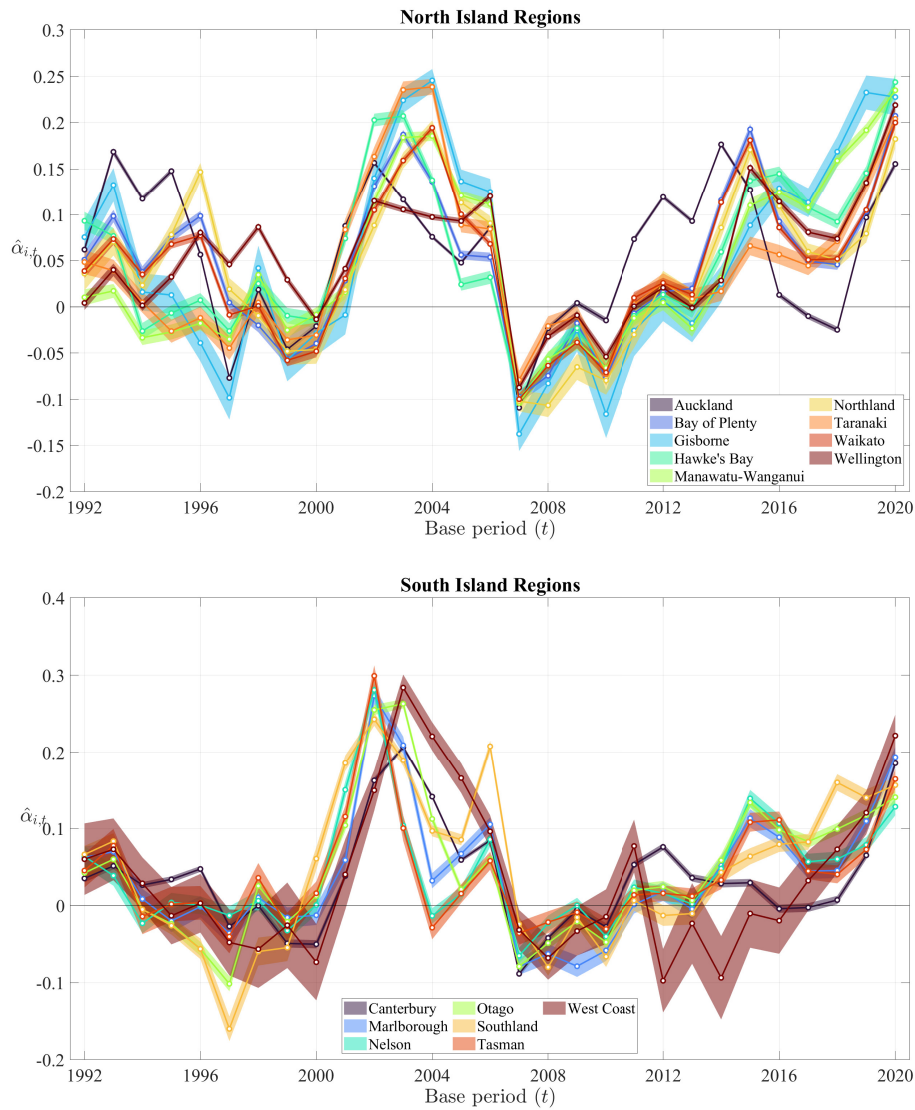 North Island Regions
0.3
0.25
0.2
0.15
0.1
0.05
0
-0.05
-0.1
-0.15
-0.2
α̂i,t
1992 1996 2000 2004 2008 2012 2016 2020
Base period (t)
Auckland Northland
Bay of Plenty Taranaki
Gisborne Waikato
Hawke's Bay Wellington
Manawatu-Wanganui
South Island Regions
0.4
0.3
0.2
0.1
0
-0.1
-0.2
α̂i,t
1992 1996 2000 2004 2008 2012 2016 2020
Base period (t)
Canterbury Otago West Coast
Marlborough Southland
Nelson Tasman